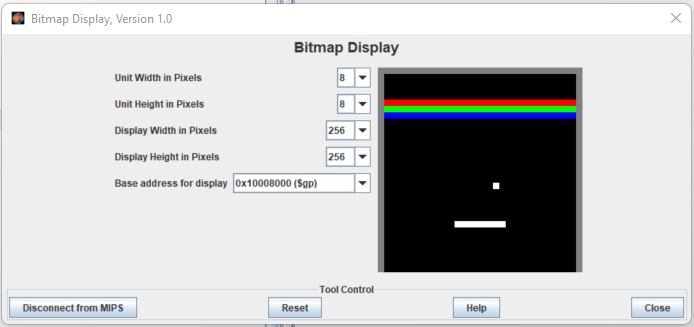 Bitmap Display, Version 1.0
Bitmap Display
Unit Width in Pixels 8
Unit Height in Pixels 8
Display Width in Pixels 256
Display Height in Pixels 256
Base address for display 0x10008000 ($gp)
Tool Control
Disconnect from MIPS Reset Help Close